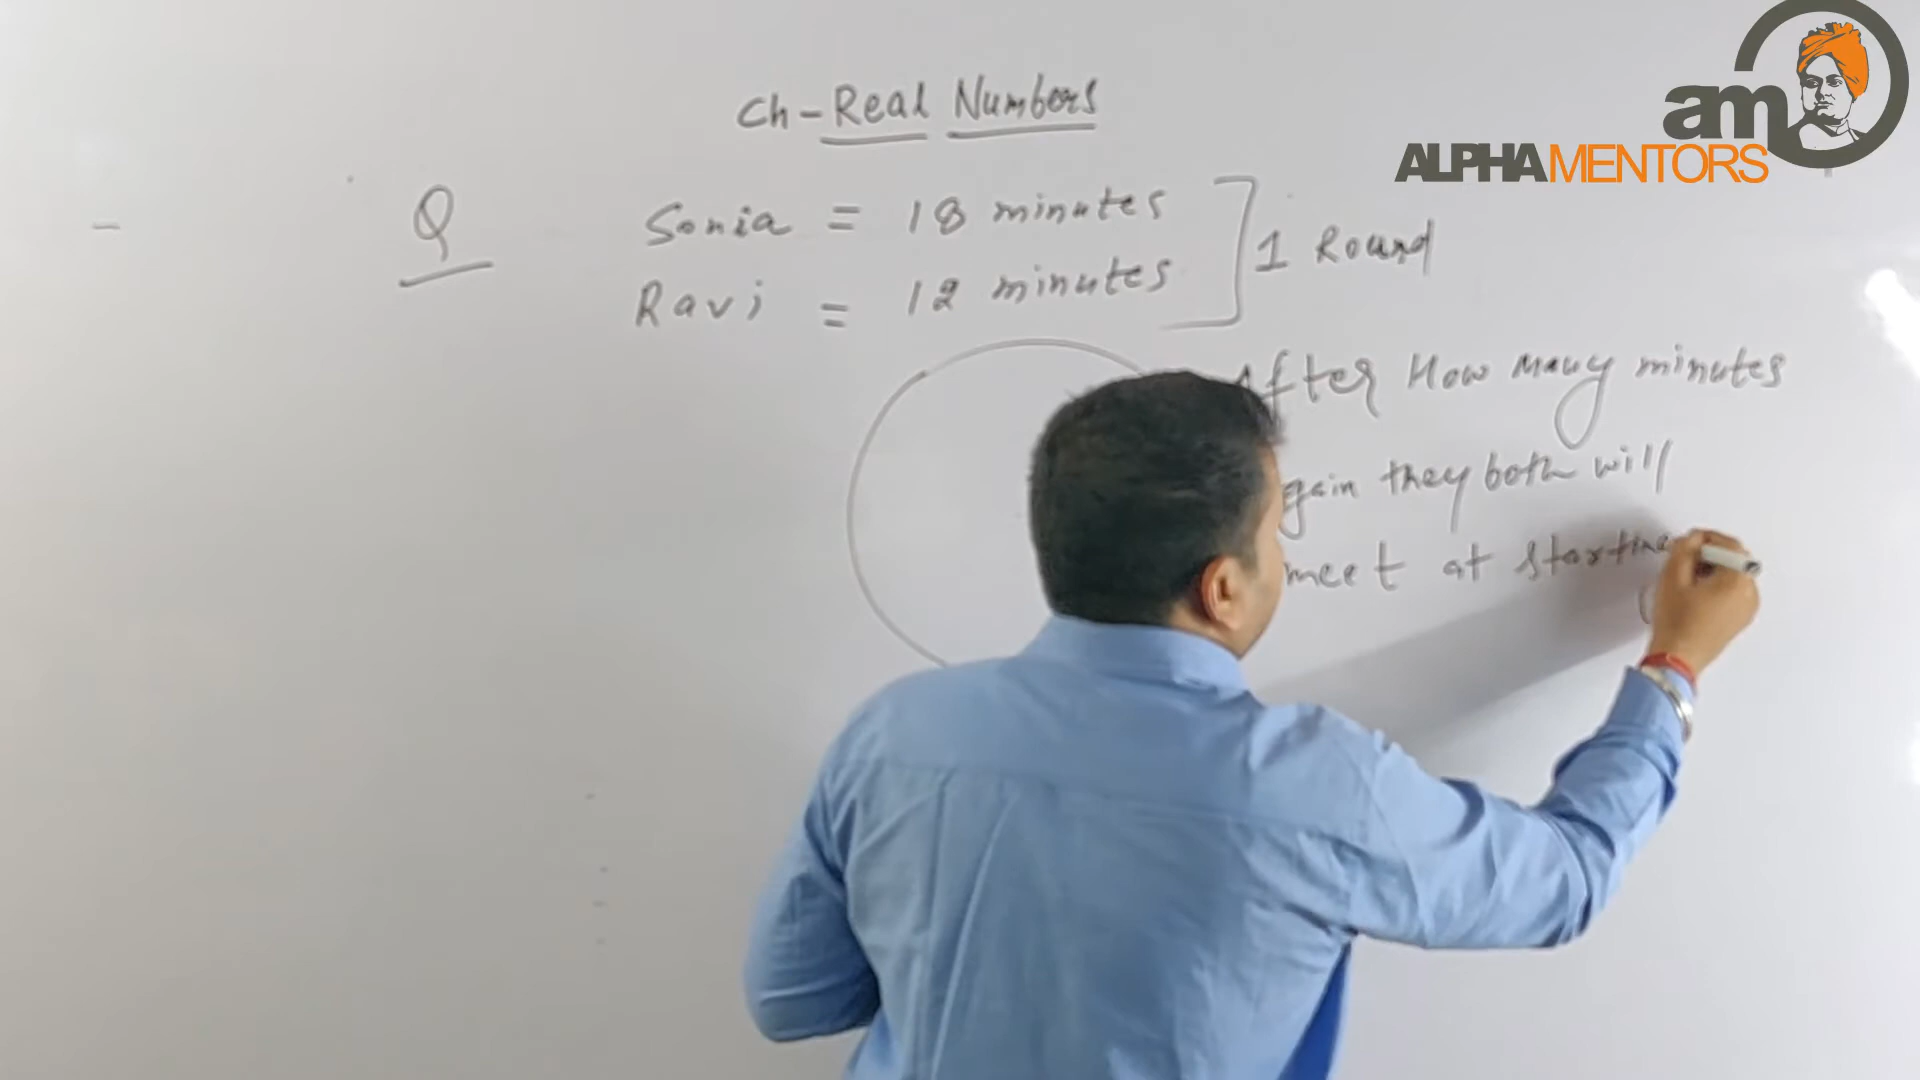 am
ALPHAMENTORS
Ch-Real Numbers
Q
Sonia = 18 minutes
Ravi = 12 minutes
1 Round
After How Many minutes
gain they both will
meet at starting